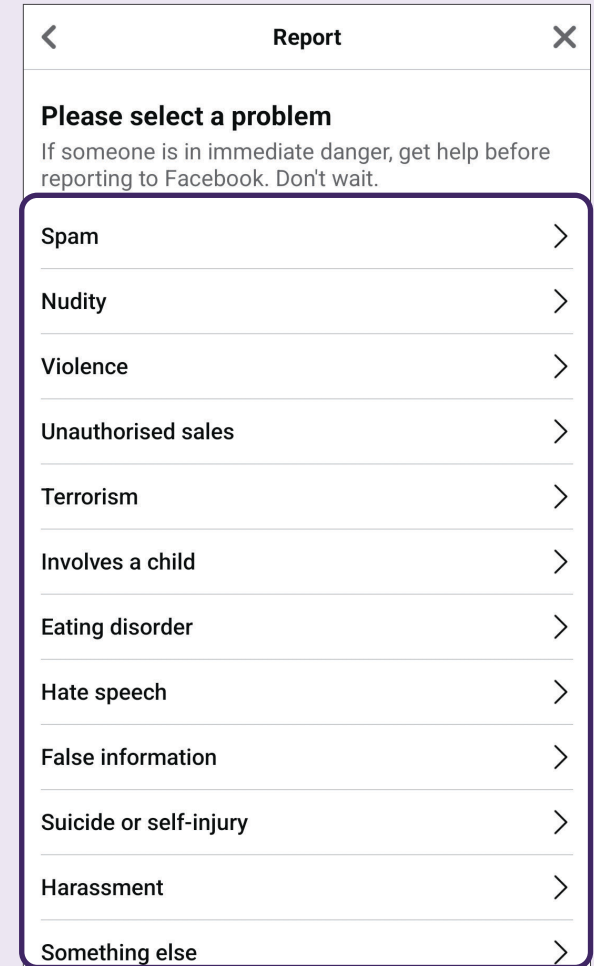 Report
Please select a problem
If someone is in immediate danger, get help before
reporting to Facebook. Don't wait.
Spam
Nudity
Violence
Unauthorised sales
Terrorism
Involves a child
Eating disorder
Hate speech
False information
Suicide or self-injury
Harassment
Something else